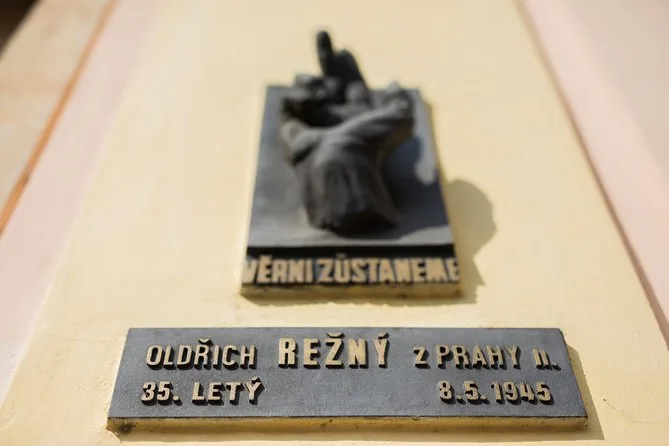 VĚRNI ZŮSTANEME
OLDŘICH REŽNÝ Z PRAHY II.
35. LETÝ 8.5.1945